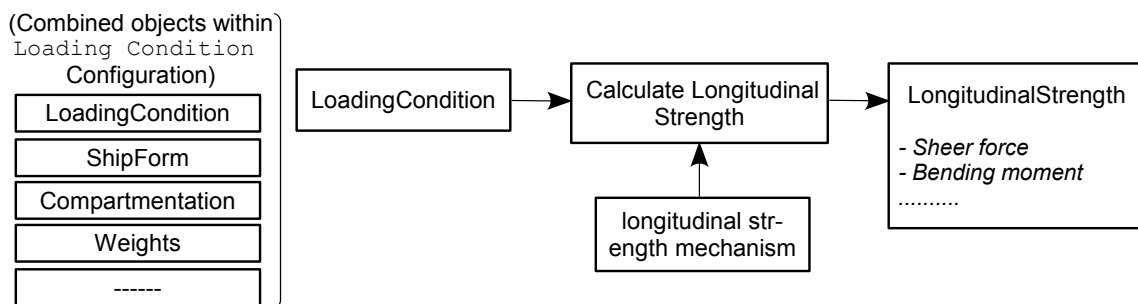 (Combined objects within
Loading Condition
Configuration)
LoadingCondition
ShipForm
Compartmentation
Weights
------
LoadingCondition
Calculate Longitudinal
Strength
longitudinal str-
ength mechanism
LongitudinalStrength
- Sheer force
- Bending moment
..........